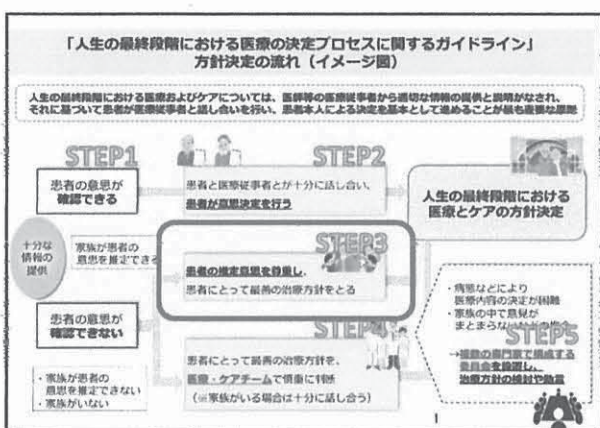 「人生の最終段階における医療の決定プロセスに関するガイドライン」
方針決定の流れ（イメージ図）
人生の最終段階における医療およびケアについては、医師等の医療従事者から適切な情報の提供と説明がなされ、
それに基づいて患者が医療従事者と話し合いを行い、患者本人による決定を基本として進めることが最も重要な原則
STEP1
患者の意思が
確認できる
十分な
情報の
提供
家族が患者の
意思を推定できる
患者の意思が
確認できない
・家族が患者の
意思を推定できない
・家族がいない
STEP2
患者と医療従事者とが十分に話し合い、
患者が意思決定を行う
STEP3
患者の推定意思を尊重し、
患者にとって最善の治療方針をとる
STEP4
患者にとって最善の治療方針を、
医療・ケアチームで慎重に判断
（※家族がいる場合は十分に話し合う）
人生の最終段階における
医療とケアの方針決定
・病態などにより
医療内容の決定が困難
・家族の中で意見が
まとまらない
STEP5
→複数の専門家で構成する
委員会を設置し、
治療方針の検討や助言
1